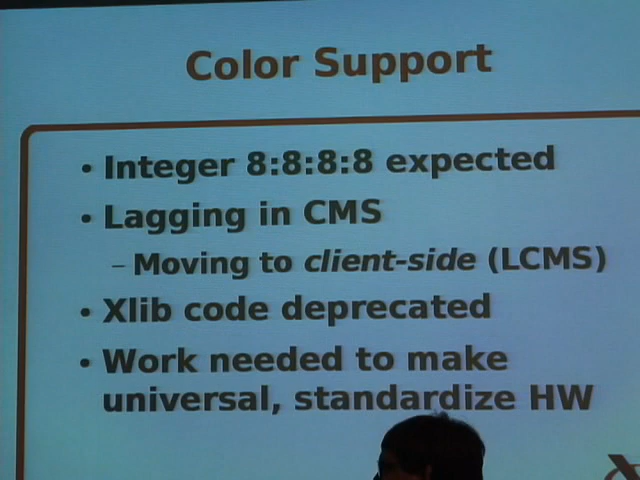 Color Support
• Integer 8:8:8:8 expected
• Lagging in CMS
– Moving to client-side (LCMS)
• Xlib code deprecated
• Work needed to make
universal, standardize HW